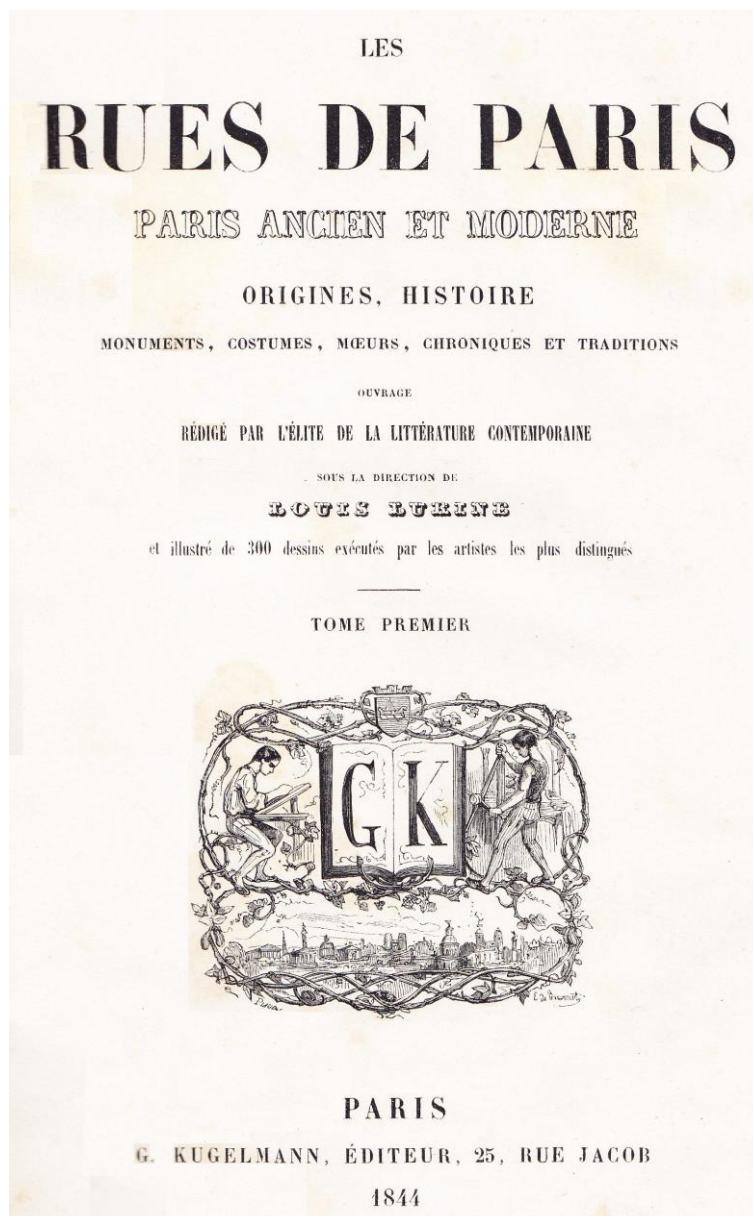 LES
RUES DE PARIS
PARIS ANCIEN ET MODERNE
ORIGINES, HISTOIRE
MONUMENTS, COSTUMES, MŒURS, CHRONIQUES ET TRADITIONS
OUVRAGE
RÉDIGÉ PAR L'ÉLITE DE LA LITTÉRATURE CONTEMPORAINE
SOUS LA DIRECTION DE
LOUIS LURINE
et illustré de 300 dessins exécutés par les artistes les plus distingués
TOME PREMIER
G K
PARIS
G. KUGELMANN, ÉDITEUR, 25, RUE JACOB
1844